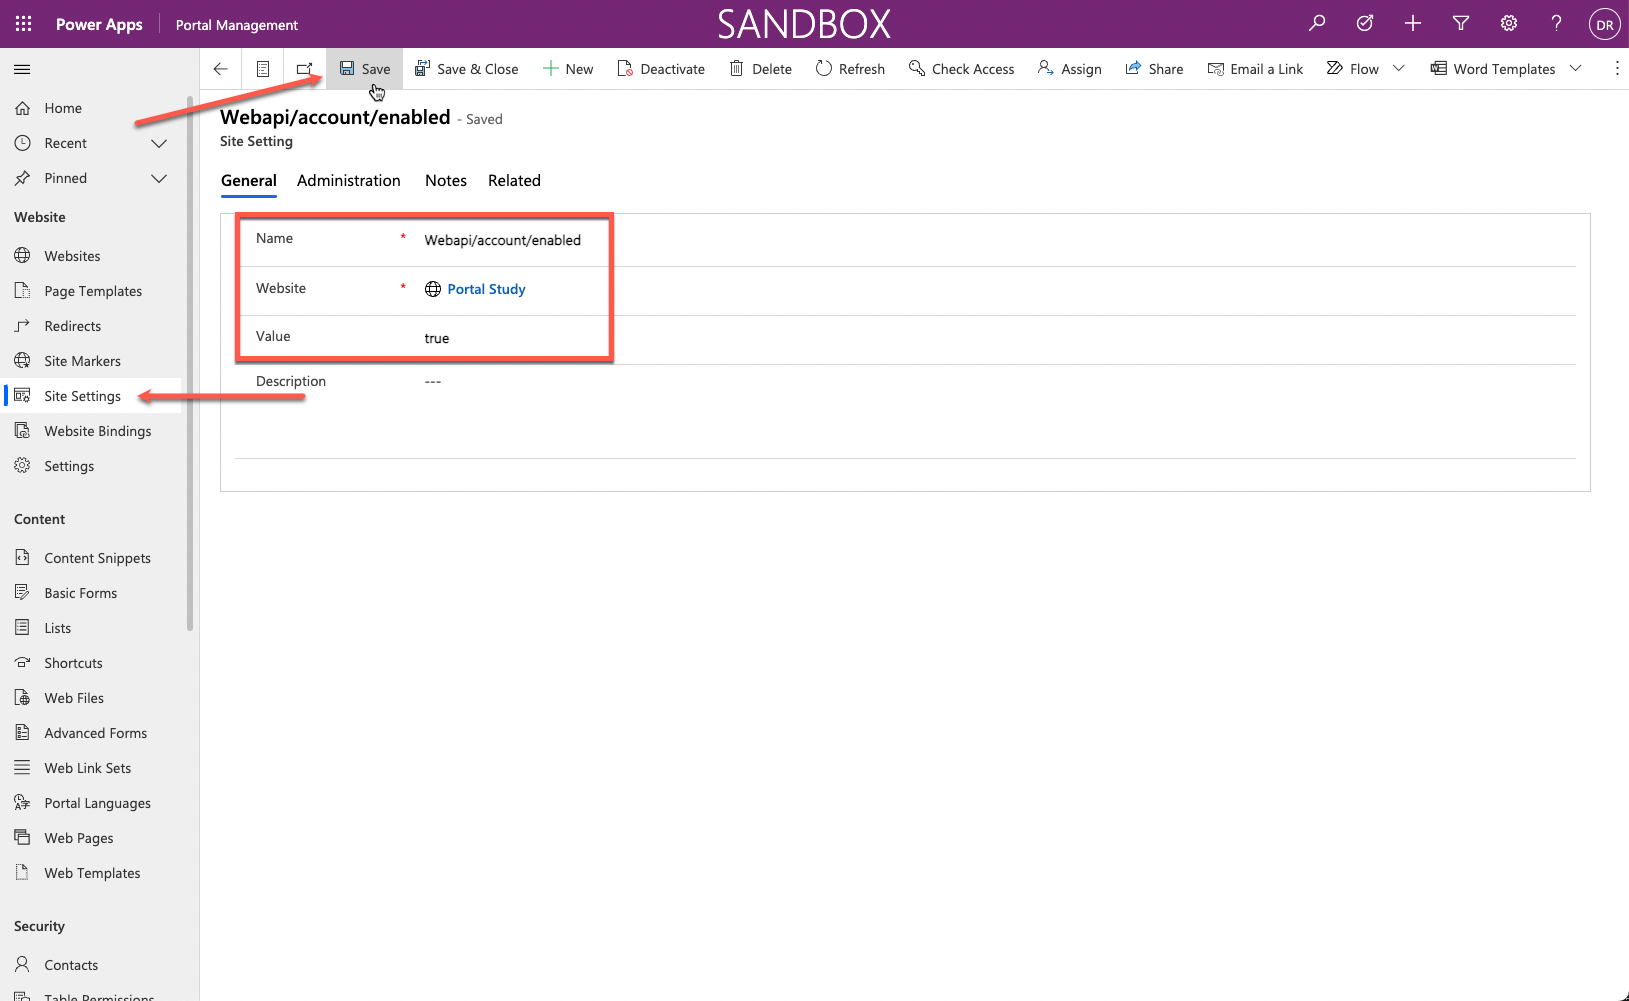 Power Apps
Portal Management
SANDBOX
DR
Save
Save & Close
New
Deactivate
Delete
Refresh
Check Access
Assign
Share
Email a Link
Flow
Word Templates
Home
Recent
Pinned
Website
Websites
Page Templates
Redirects
Site Markers
Site Settings
Website Bindings
Settings
Content
Content Snippets
Basic Forms
Lists
Shortcuts
Web Files
Advanced Forms
Web Link Sets
Portal Languages
Web Pages
Web Templates
Security
Contacts
Table Permissions
Webapi/account/enabled - Saved
Site Setting
General
Administration
Notes
Related
Name * Webapi/account/enabled
Website * Portal Study
Value true
Description ---